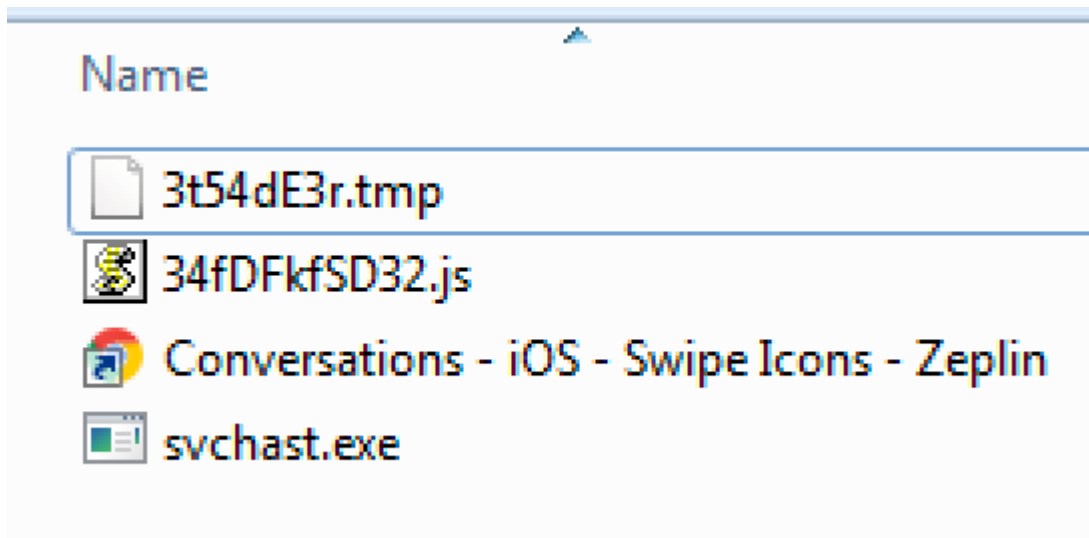 Name
3t54dE3r.tmp
34fDFkfSD32.js
Conversations - iOS - Swipe Icons - Zeplin
svchast.exe